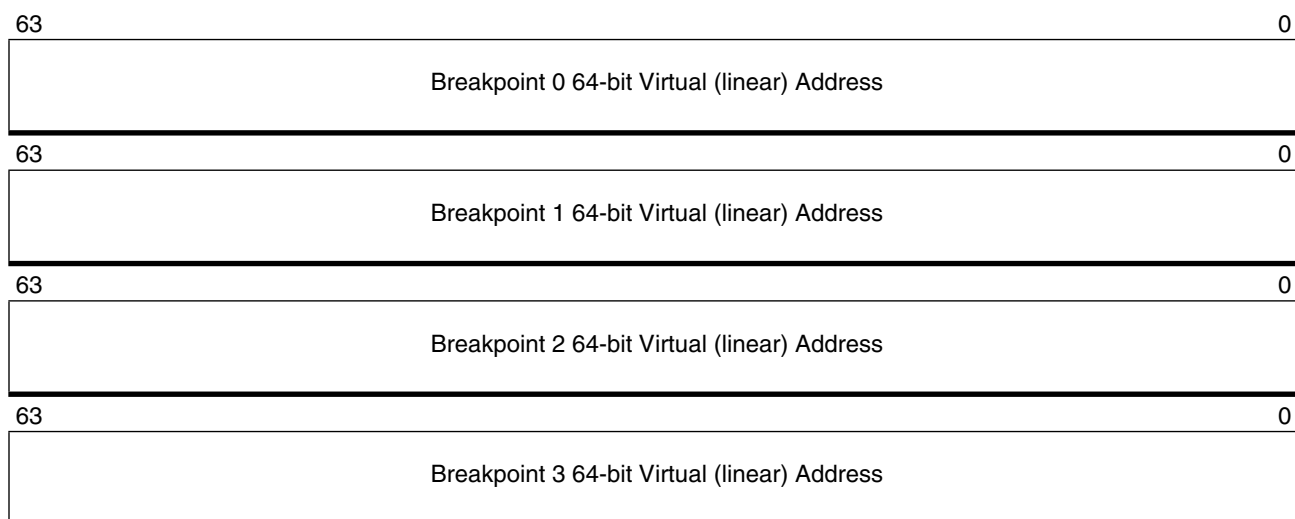 63 0
Breakpoint 0 64-bit Virtual (linear) Address
63 0
Breakpoint 1 64-bit Virtual (linear) Address
63 0
Breakpoint 2 64-bit Virtual (linear) Address
63 0
Breakpoint 3 64-bit Virtual (linear) Address